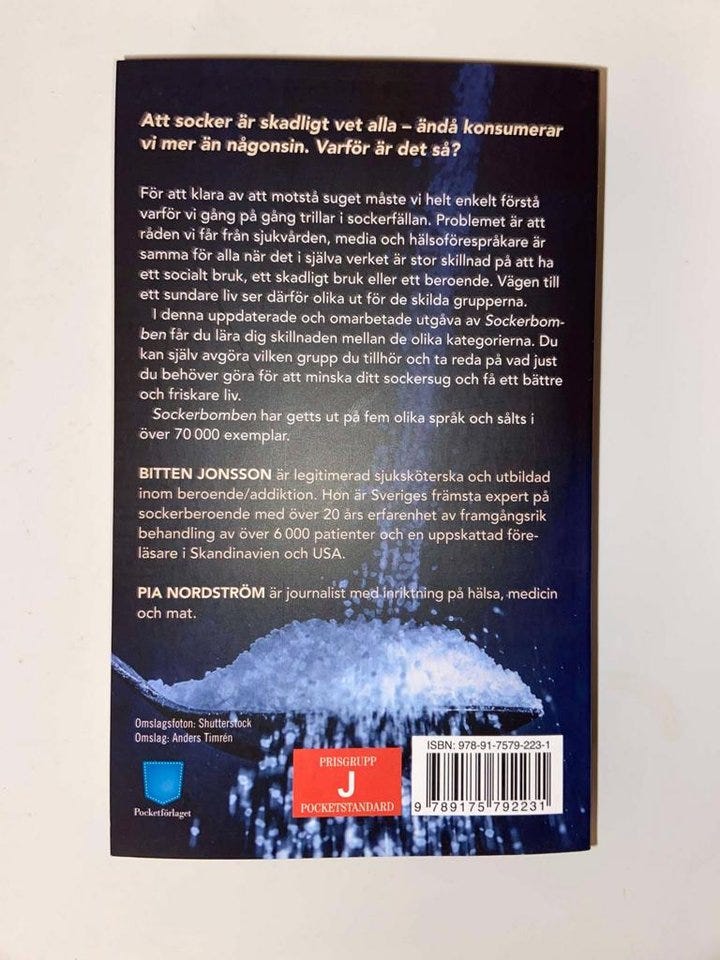 Att socker är skadligt vet alla – ändå konsumerar
vi mer än någonsin. Varför är det så?
För att klara av att motstå suget måste vi helt enkelt förstå
varför vi gång på gång trillar i sockerfällan. Problemet är att
råden vi får från sjukvården, media och hälsoförespråkare är
samma för alla när det i själva verket är stor skillnad på att ha
ett socialt bruk, ett skadligt bruk eller ett beroende. Vägen till
ett sundare liv ser därför olika ut för de skilda grupperna.
I denna uppdaterade och omarbetade utgåva av Sockerbom-
ben får du lära dig skillnaden mellan de olika kategorierna. Du
kan själv avgöra vilken grupp du tillhör och ta reda på vad just
du behöver göra för att minska ditt sockersug och få ett bättre
och friskare liv.
Sockerbomben har getts ut på fem olika språk och sålts i
över 70 000 exemplar.
BITTEN JONSSON är legitimerad sjuksköterska och utbildad
inom beroende/addiktion. Hon är Sveriges främsta expert på
sockerberoende med över 20 års erfarenhet av framgångsrik
behandling av över 6 000 patienter och en uppskattad före-
läsare i Skandinavien och USA.
PIA NORDSTRÖM är journalist med inriktning på hälsa, medicin
och mat.
Omslagsfoton: Shutterstock
Omslag: Anders Timrén
Pocketförlaget
PRISGRUPP
J
POCKETSTANDARD
ISBN: 978-91-7579-223-1
9 789175 792231